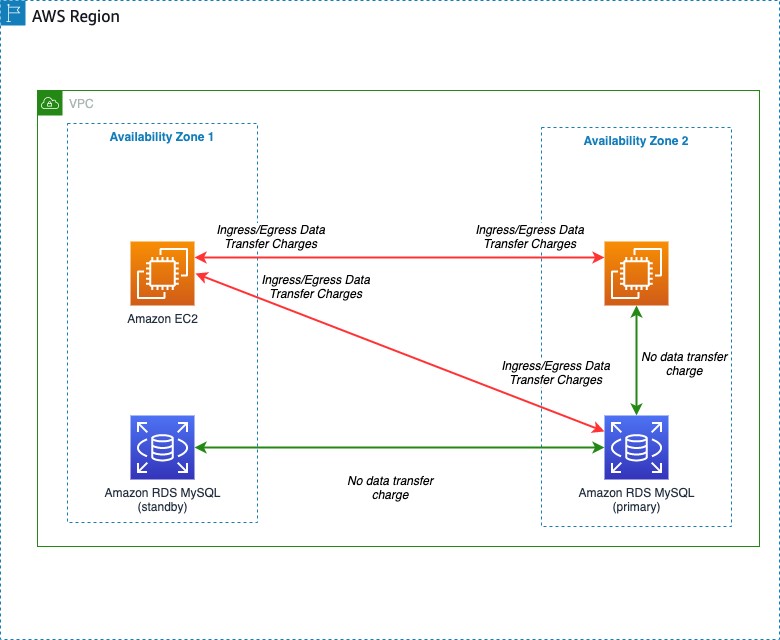 AWS Region
VPC
Availability Zone 1
Availability Zone 2
Ingress/Egress Data
Transfer Charges
Ingress/Egress Data
Transfer Charges
Ingress/Egress Data
Transfer Charges
Amazon EC2
Ingress/Egress Data
Transfer Charges
No data transfer
charge
Amazon RDS MySQL
(standby)
No data transfer
charge
Amazon RDS MySQL
(primary)